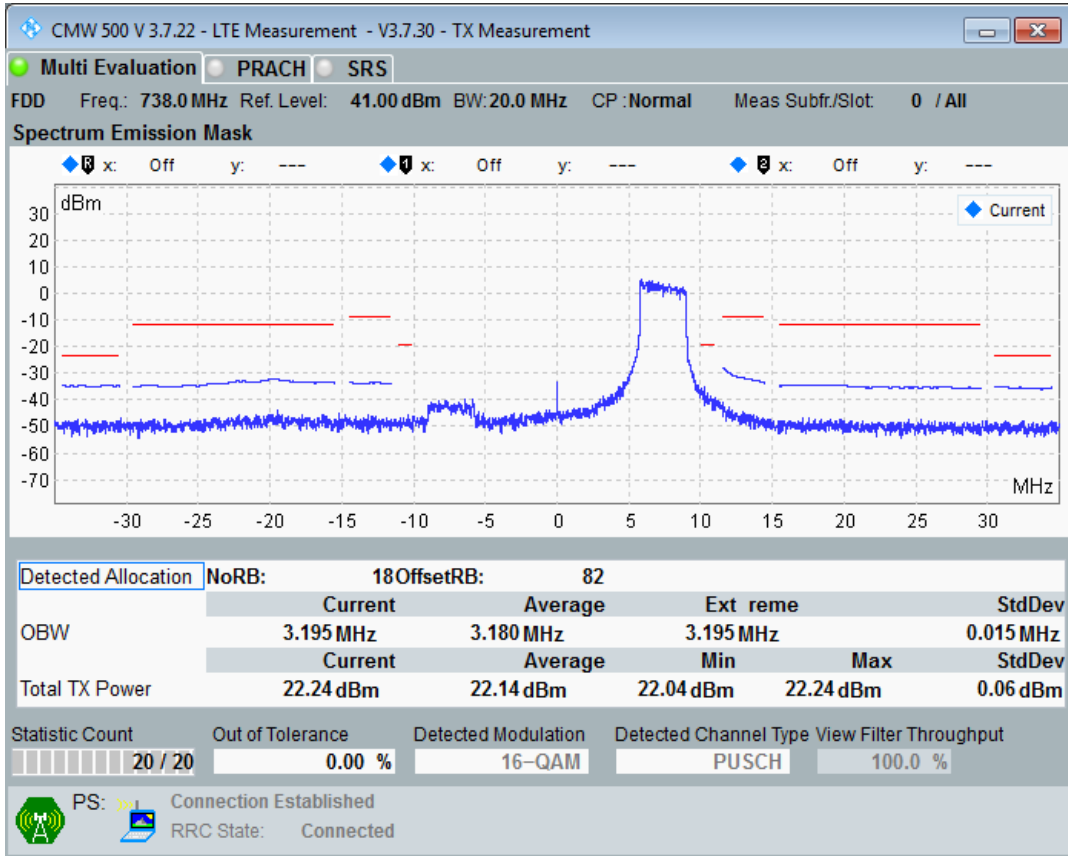 CMW 500 V 3.7.22 - LTE Measurement - V3.7.30 - TX Measurement
Multi Evaluation PRACH SRS
FDD Freq.: 738.0 MHz Ref. Level: 41.00 dBm BW: 20.0 MHz CP : Normal Meas Subfr./Slot: 0 / All
Spectrum Emission Mask
R x: Off y: --- 1 x: Off y: --- 2 x: Off y: ---
dBm
Current
30
20
10
0
-10
-20
-30
-40
-50
-60
-70
MHz
-30 -25 -20 -15 -10 -5 0 5 10 15 20 25 30
Detected Allocation NoRB: 18 OffsetRB: 82
Current Average Ext reme StdDev
OBW 3.195 MHz 3.180 MHz 3.195 MHz 0.015 MHz
Current Average Min Max StdDev
Total TX Power 22.24 dBm 22.14 dBm 22.04 dBm 22.24 dBm 0.06 dBm
Statistic Count Out of Tolerance Detected Modulation Detected Channel Type View Filter Throughput
20 / 20 0.00 % 16-QAM PUSCH 100.0 %
PS: Connection Established
RRC State: Connected